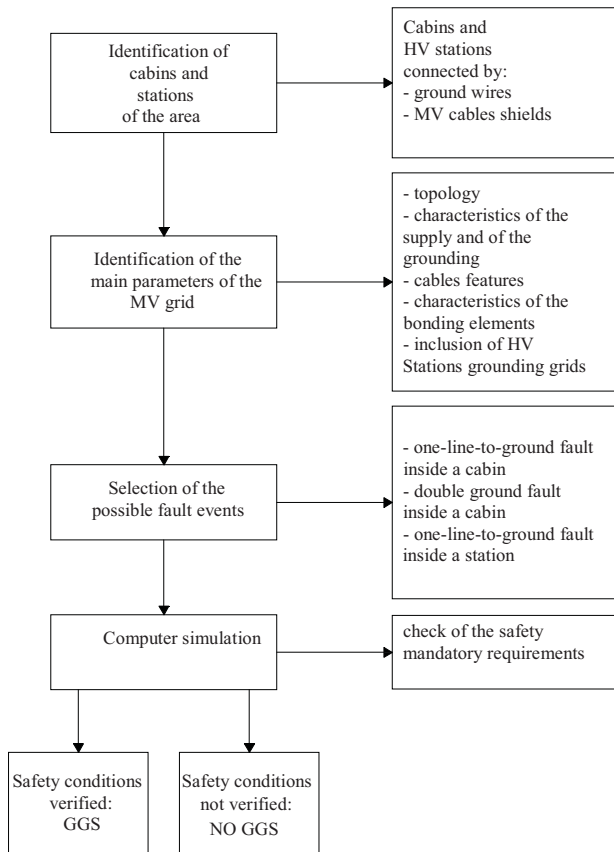 Identification of
cabins and
stations
of the area
Cabins and
HV stations
connected by:
- ground wires
- MV cables shields
Identification of the
main parameters of the
MV grid
- topology
- characteristics of the
supply and of the
grounding
- cables features
- characteristics of the
bonding elements
- inclusion of HV
Stations grounding grids
Selection of the
possible fault events
- one-line-to-ground fault
inside a cabin
- double ground fault
inside a cabin
- one-line-to-ground fault
inside a station
Computer simulation
check of the safety
mandatory requirements
Safety conditions
verified:
GGS
Safety conditions
not verified:
NO GGS